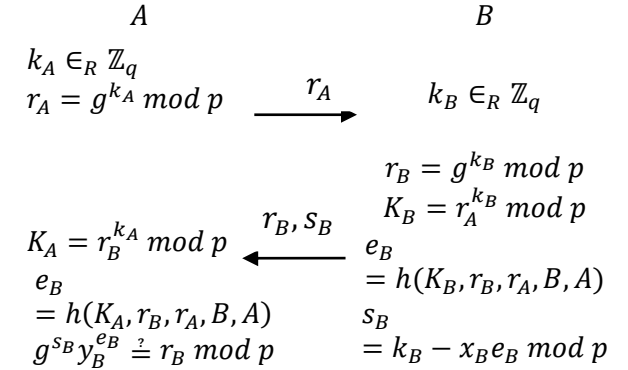 A B
k_A ∈_R ℤ_q
r_A = g^{k_A} mod p
r_A
k_B ∈_R ℤ_q
r_B = g^{k_B} mod p
K_B = r_A^{k_B} mod p
r_B, s_B
K_A = r_B^{k_A} mod p
e_B
= h(K_A, r_B, r_A, B, A)
g^{s_B} y_B^{e_B} ≟ r_B mod p
e_B
= h(K_B, r_B, r_A, B, A)
s_B
= k_B − x_B e_B mod p